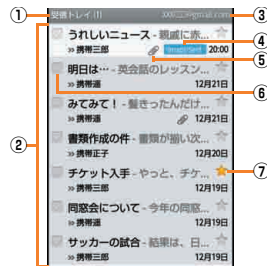 ① 受信トレイ (1) @gmail.com ③
うれしいニュース - 親戚に赤… ④
» 携帯三郎 20:00
⑤
明日は… - 英会話のレッスン…
» 携帯遥 12月21日 ⑥
みてみて! - 髪きったんだけ…
② » 携帯遥 12月21日
書類作成の件 - 書類が揃い次…
» 携帯正子 12月20日
チケット入手 - やっと、チケ… ⑦
» 携帯三郎 12月19日
同窓会について - 今年の同窓…
» 携帯三郎 12月19日
サッカーの試合 - 結果は、日…
» 携帯三郎 12月19日